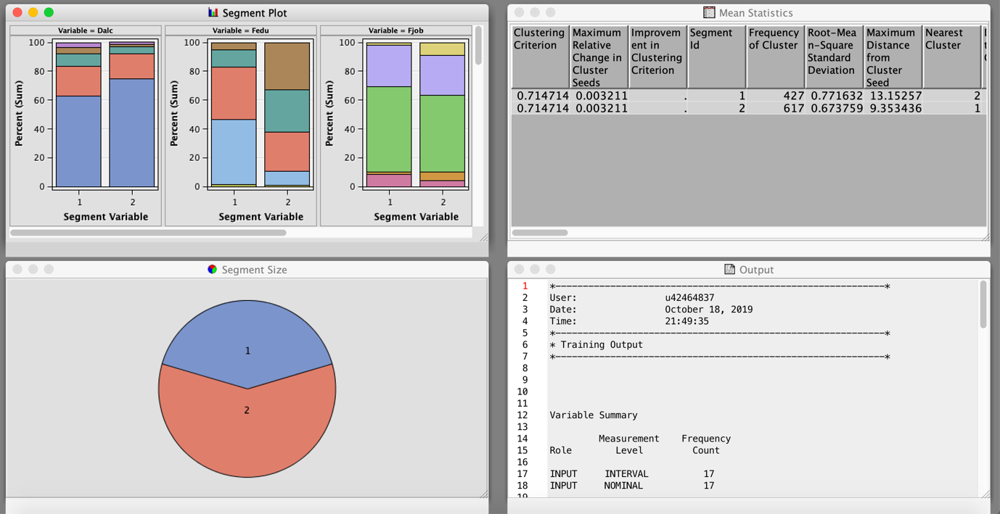 Segment Plot
Variable = Dalc
Variable = Fedu
Variable = Fjob
Percent (Sum)
100
80
60
40
20
0
1 2
Segment Variable
Percent (Sum)
100
80
60
40
20
0
1 2
Segment Variable
Percent (Sum)
100
80
60
40
20
0
1 2
Segment Variable
Mean Statistics
Clustering Maximum Improvem Segment Frequency Root-Mea Maximum Nearest
Criterion Relative ent in Id of Cluster n-Square Distance Cluster
Change in Clustering Standard from
Cluster Criterion Deviation Cluster
Seeds Seed
0.714714 0.003211 . 1 427 0.771632 13.15257 2
0.714714 0.003211 . 2 617 0.673759 9.353436 1
Segment Size
1
2
Output
1 *------------------------------------------------------------*
2 User: u42464837
3 Date: October 18, 2019
4 Time: 21:49:35
5 *------------------------------------------------------------*
6 * Training Output
7 *------------------------------------------------------------*
8
9
10
11
12 Variable Summary
13
14 Measurement Frequency
15 Role Level Count
16
17 INPUT INTERVAL 17
18 INPUT NOMINAL 17
19